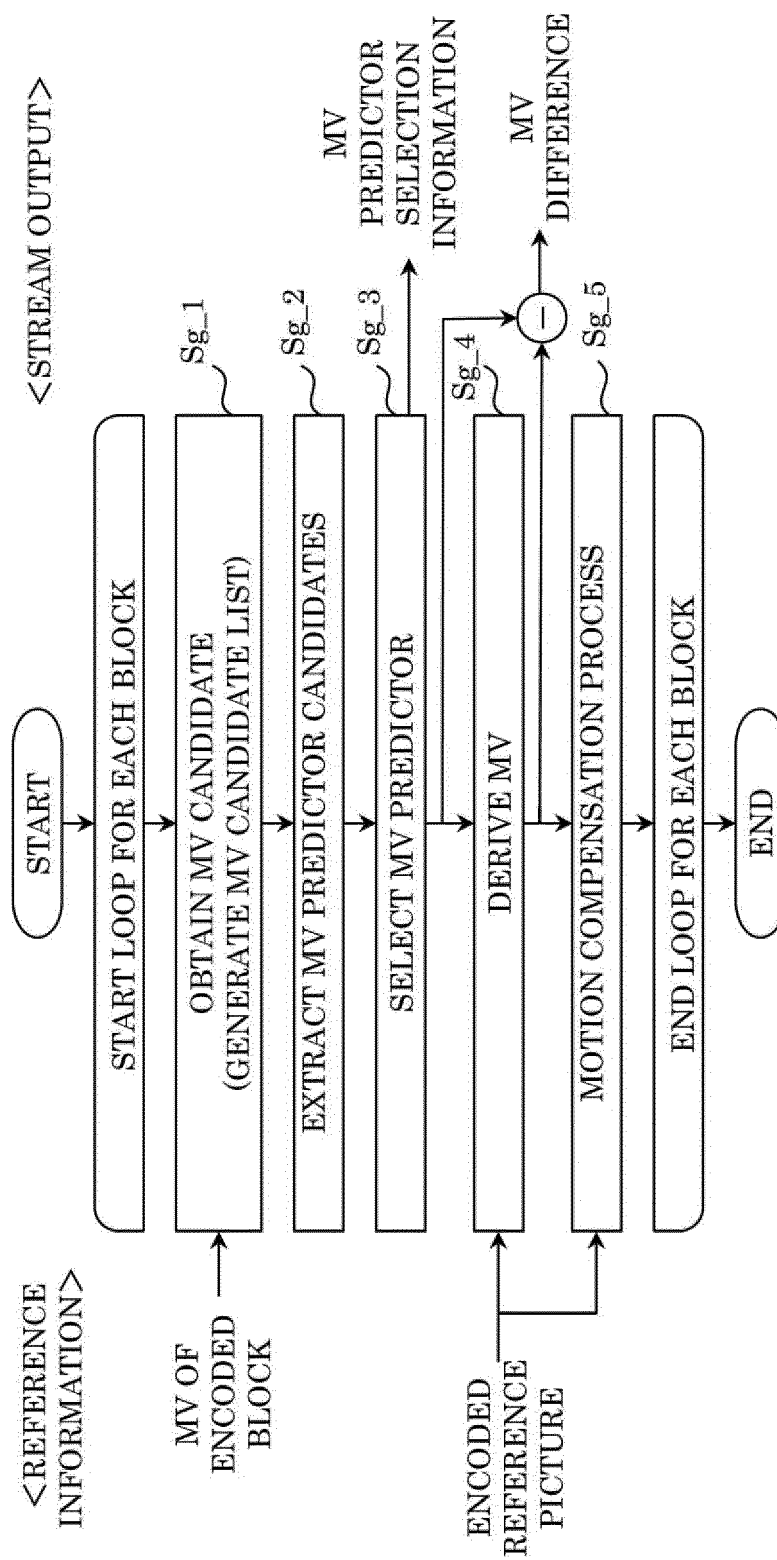 <REFERENCE
INFORMATION>
<STREAM OUTPUT>
START
START LOOP FOR EACH BLOCK
MV OF
ENCODED
BLOCK
OBTAIN MV CANDIDATE
(GENERATE MV CANDIDATE LIST)
Sg_1
EXTRACT MV PREDICTOR CANDIDATES
Sg_2
SELECT MV PREDICTOR
Sg_3
MV
PREDICTOR
SELECTION
INFORMATION
ENCODED
REFERENCE
PICTURE
DERIVE MV
Sg_4
−
MV
DIFFERENCE
MOTION COMPENSATION PROCESS
Sg_5
END LOOP FOR EACH BLOCK
END